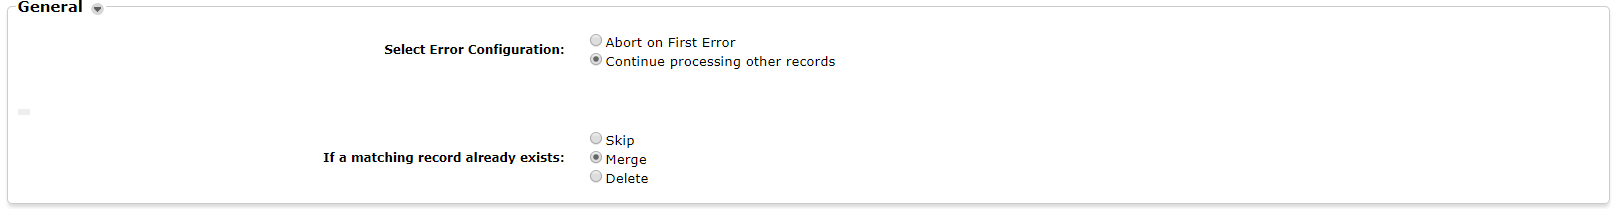 General
Select Error Configuration:
Abort on First Error
Continue processing other records
If a matching record already exists:
Skip
Merge
Delete